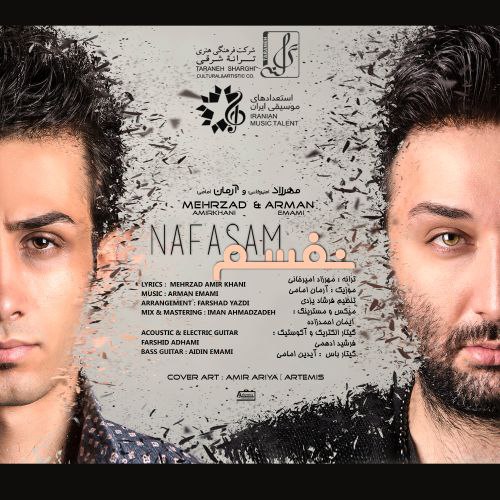 شرکت فرهنگی هنری
ترانهٔ شرقی
TARANEH SHARGHI
CULTURAL&ARTISTIC CO.
TARANEH
استعدادهای
موسیقی ایران
IRANIAN
MUSIC TALENT
مهرزاد امیرخانی و آرمان امامی
MEHRZAD & ARMAN
AMIRKHANI EMAMI
NAFASAM نفسم
LYRICS : MEHRZAD AMIR KHANI
MUSIC : ARMAN EMAMI
ARRANGEMENT : FARSHAD YAZDI
MIX & MASTERING : IMAN AHMADZADEH
ACOUSTIC & ELECTRIC GUITAR
FARSHID ADHAMI
BASS GUITAR : AIDIN EMAMI
ترانه : مهرزاد امیرخانی
موزیک : آرمان امامی
تنظیم فرشاد یزدی
میکس و مسترینگ :
ایمان احمدزاده
گیتار الکتریک و آکوستیک :
فرشید ادهمی
گیتار باس : آیدین امامی
COVER ART : AMIR ARIYA | ARTEMIS